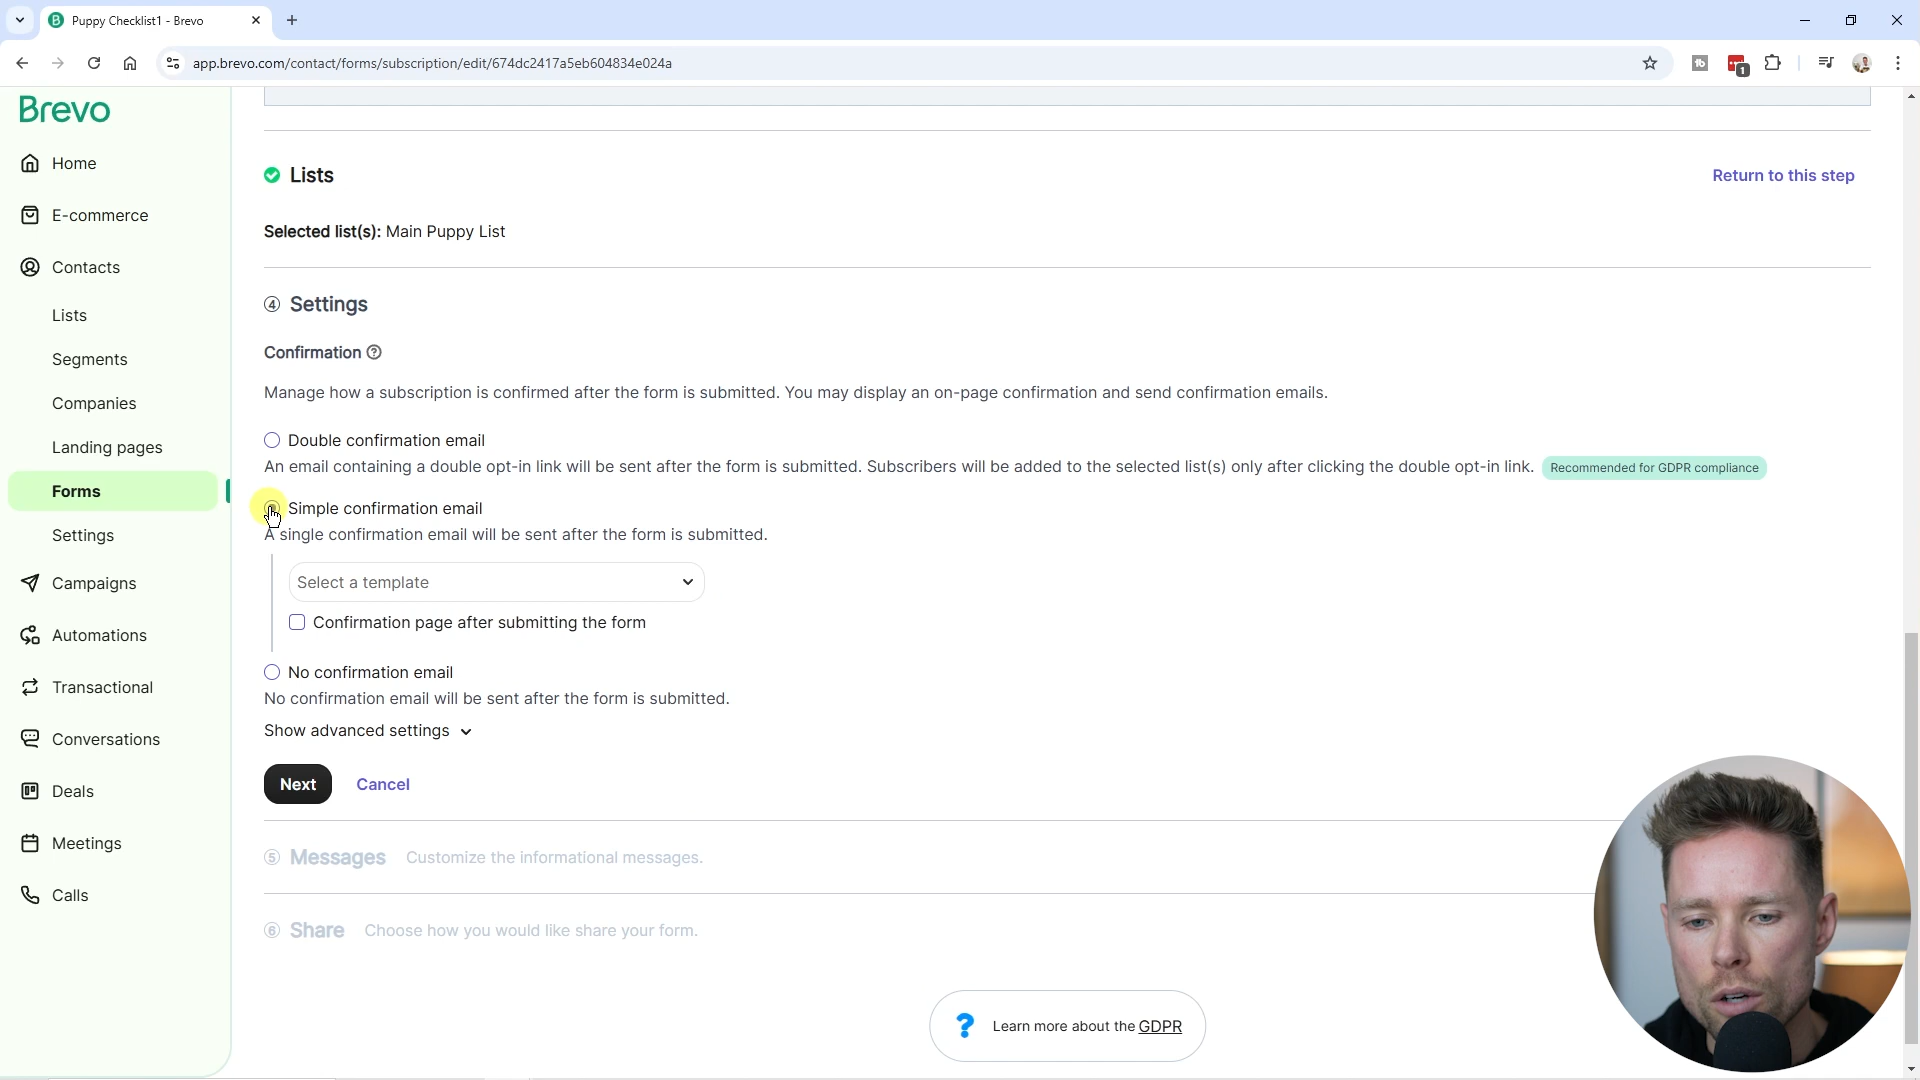 Puppy Checklist1 - Brevo
app.brevo.com/contact/forms/subscription/edit/674dc2417a5eb604834e024a
1
Brevo
Home
E-commerce
Contacts
Lists
Segments
Companies
Landing pages
Forms
Settings
Campaigns
Automations
Transactional
Conversations
Deals
Meetings
Calls
Lists
Return to this step
Selected list(s): Main Puppy List
4 Settings
Confirmation ?
Manage how a subscription is confirmed after the form is submitted. You may display an on-page confirmation and send confirmation emails.
Double confirmation email
An email containing a double opt-in link will be sent after the form is submitted. Subscribers will be added to the selected list(s) only after clicking the double opt-in link. Recommended for GDPR compliance
Simple confirmation email
A single confirmation email will be sent after the form is submitted.
Select a template
Confirmation page after submitting the form
No confirmation email
No confirmation email will be sent after the form is submitted.
Show advanced settings
Next Cancel
5 Messages Customize the informational messages.
6 Share Choose how you would like share your form.
? Learn more about the GDPR